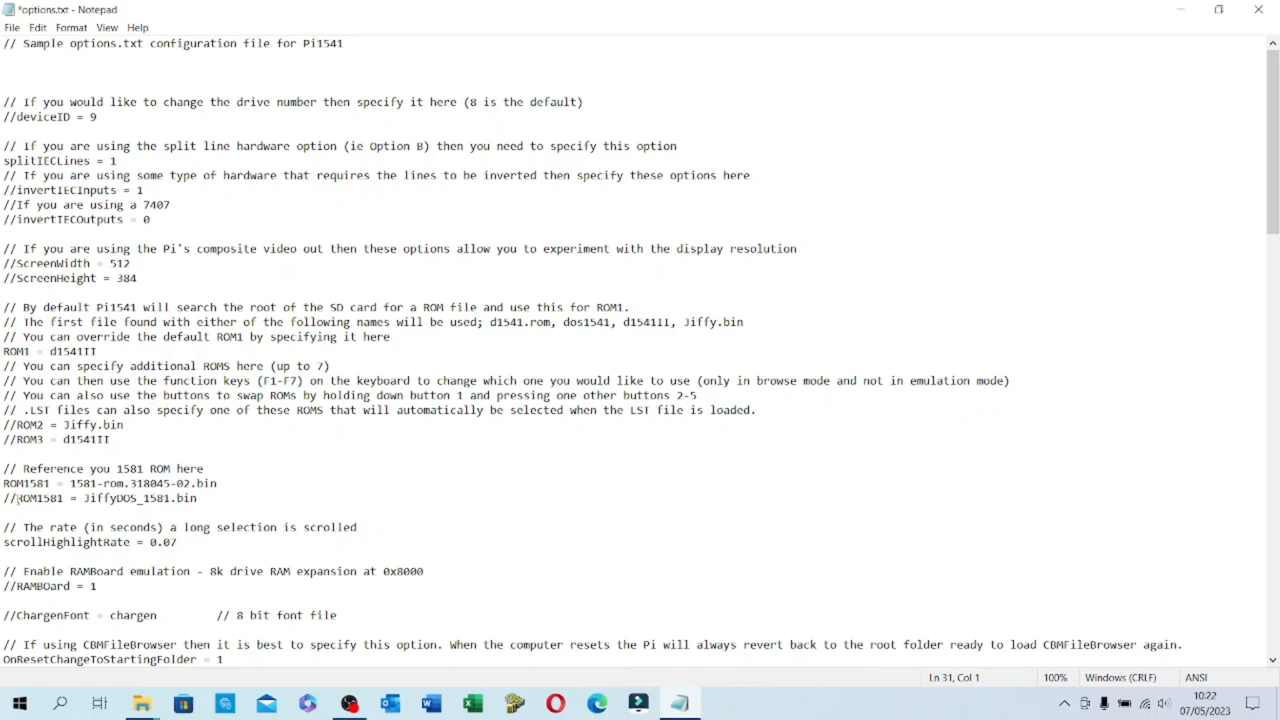 *options.txt - Notepad
File Edit Format View Help
// Sample options.txt configuration file for Pi1541
// If you would like to change the drive number then specify it here (8 is the default)
//deviceID = 9
// If you are using the split line hardware option (ie Option B) then you need to specify this option
splitIECLines = 1
// If you are using some type of hardware that requires the lines to be inverted then specify these options here
//invertIECInputs = 1
//If you are using a 7407
//invertIECOutputs = 0
// If you are using the Pi's composite video out then these options allow you to experiment with the display resolution
//ScreenWidth = 512
//ScreenHeight = 384
// By default Pi1541 will search the root of the SD card for a ROM file and use this for ROM1.
// The first file found with either of the following names will be used; d1541.rom, dos1541, d1541II, Jiffy.bin
// You can override the default ROM1 by specifying it here
ROM1 = d1541II
// You can specify additional ROMS here (up to 7)
// You can then use the function keys (F1-F7) on the keyboard to change which one you would like to use (only in browse mode and not in emulation mode)
// You can also use the buttons to swap ROMs by holding down button 1 and pressing one other buttons 2-5
// .LST files can also specify one of these ROMS that will automatically be selected when the LST file is loaded.
//ROM2 = Jiffy.bin
//ROM3 = d1541II
// Reference you 1581 ROM here
ROM1581 = 1581-rom.318045-02.bin
//ROM1581 = JiffyDOS_1581.bin
// The rate (in seconds) a long selection is scrolled
scrollHighlightRate = 0.07
// Enable RAMBoard emulation - 8k drive RAM expansion at 0x8000
//RAMBOard = 1
//ChargenFont = chargen // 8 bit font file
// If using CBMFileBrowser then it is best to specify this option. When the computer resets the Pi will always revert back to the root folder ready to load CBMFileBrowser again.
OnResetChangeToStartingFolder = 1
Ln 31, Col 1 100% Windows (CRLF) ANSI
10:22
07/05/2023